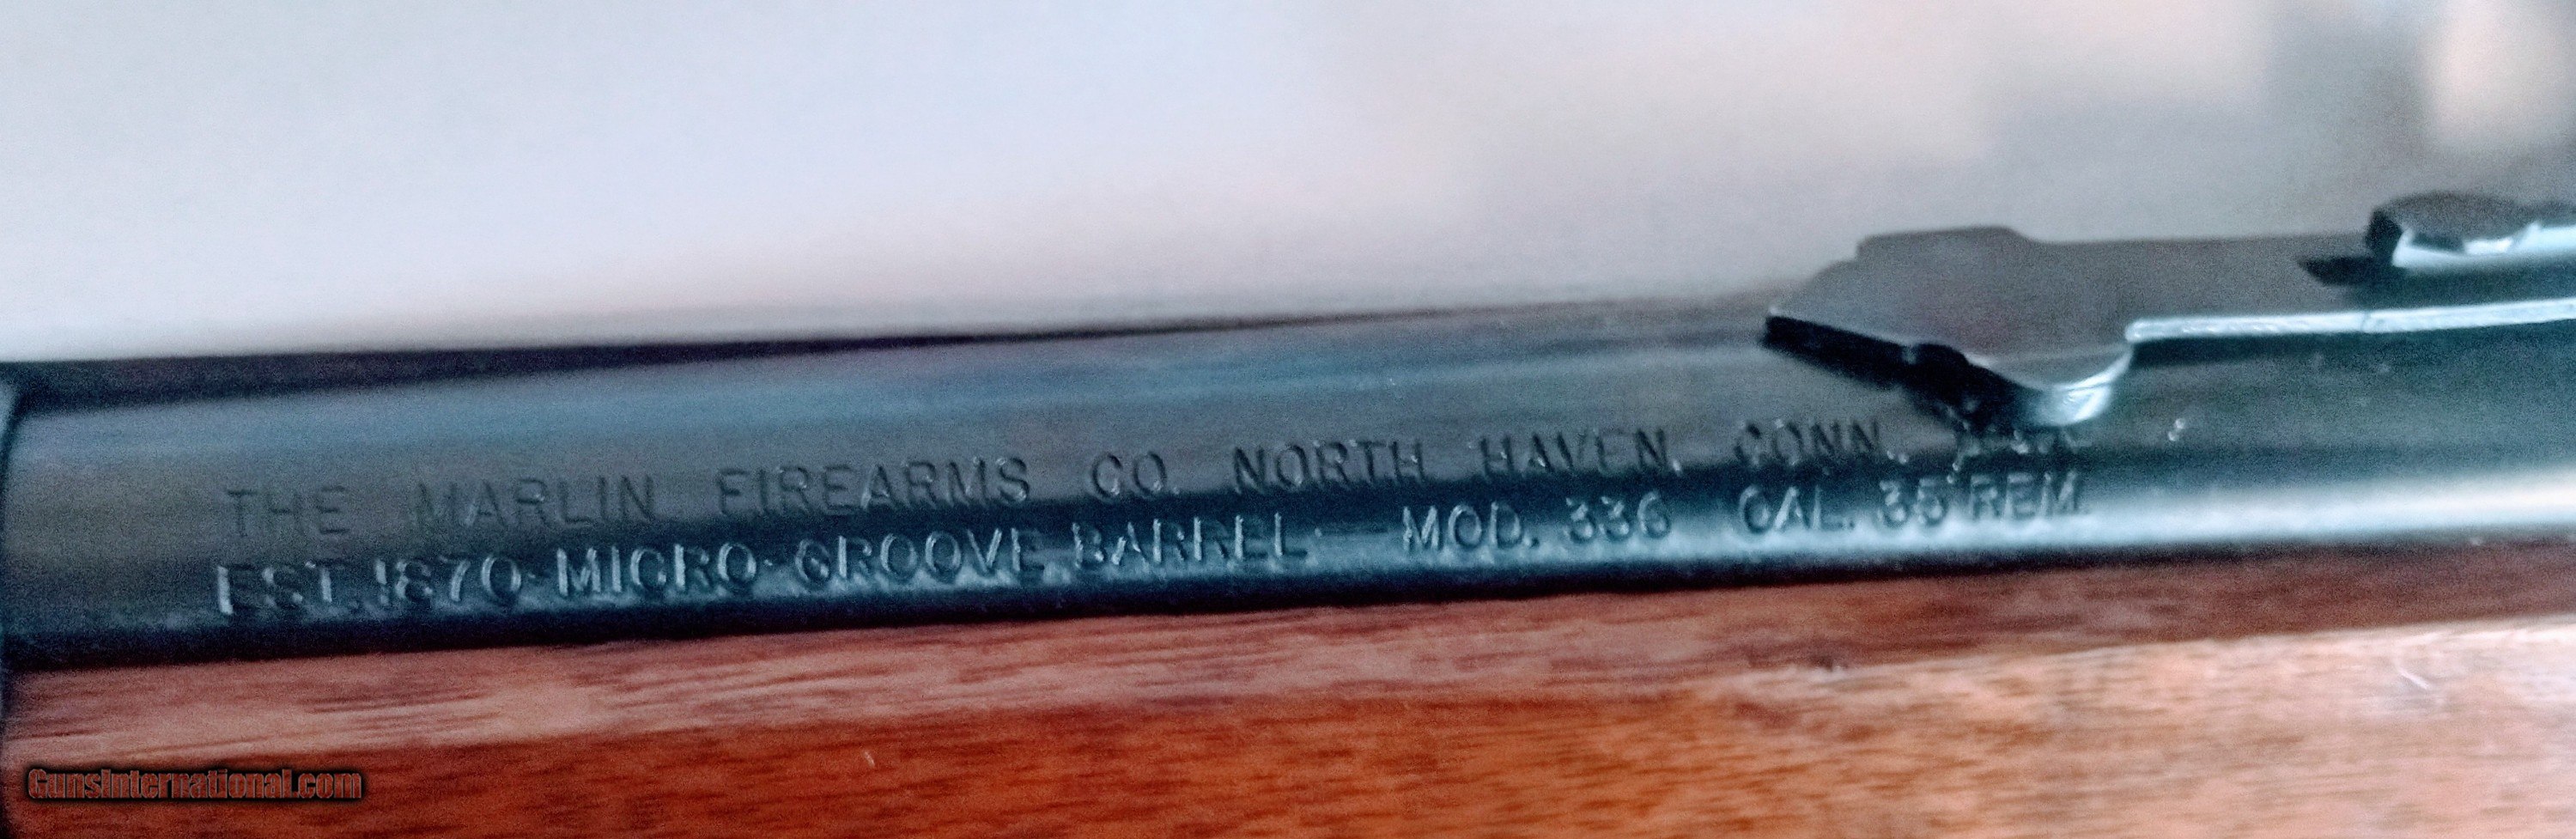 THE MARLIN FIREARMS CO. NORTH HAVEN, CONN.,
EST. 1870-MICRO-GROOVE BARREL-MOD. 336 CAL. 35 REM.
GunsInternational.com